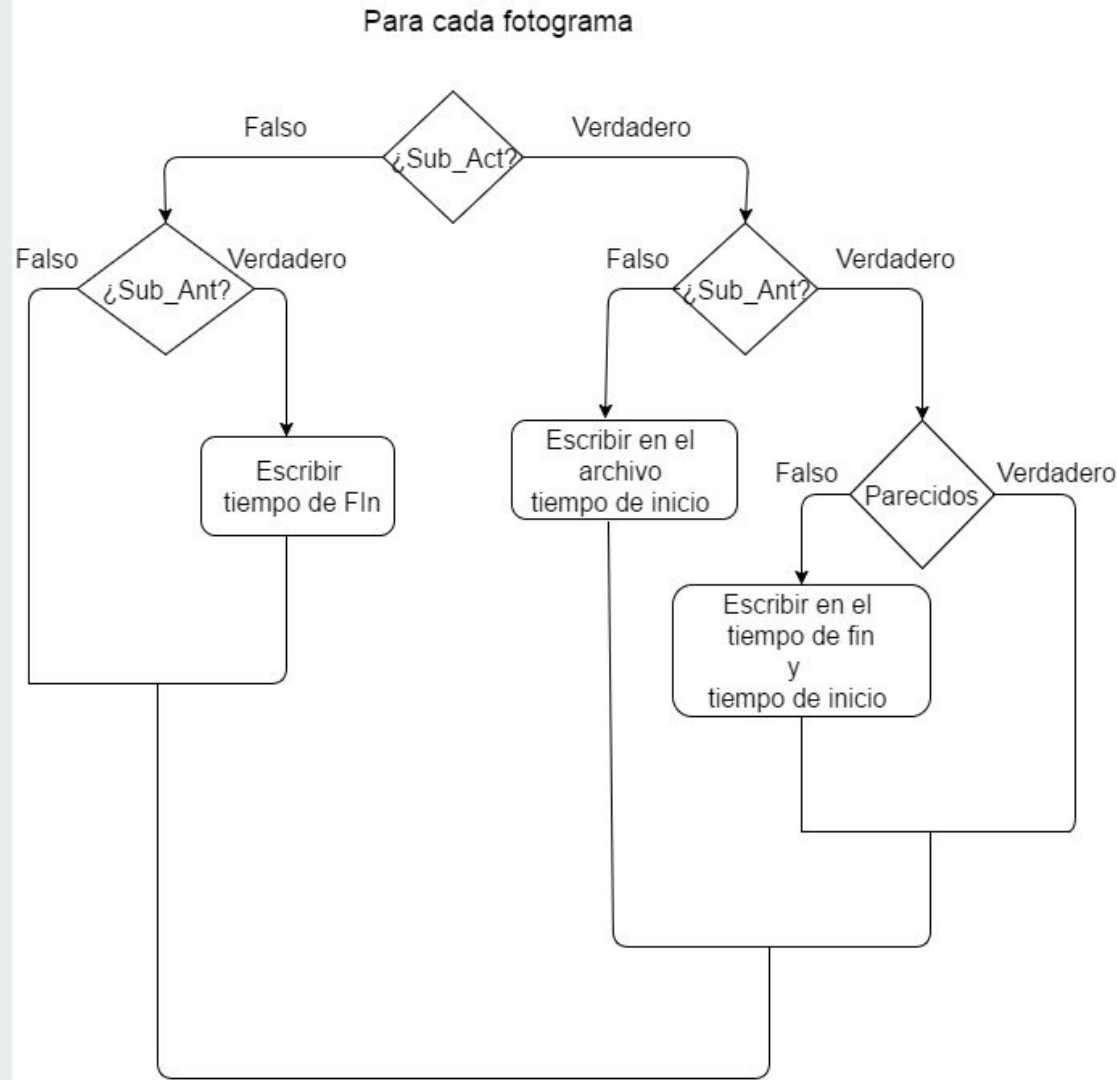 Para cada fotograma
Falso
Verdadero
¿Sub_Act?
Falso
Verdadero
¿Sub_Ant?
Falso
Verdadero
¿Sub_Ant?
Escribir
tiempo de FIn
Escribir en el
archivo
tiempo de inicio
Falso
Verdadero
Parecidos
Escribir en el
tiempo de fin
y
tiempo de inicio